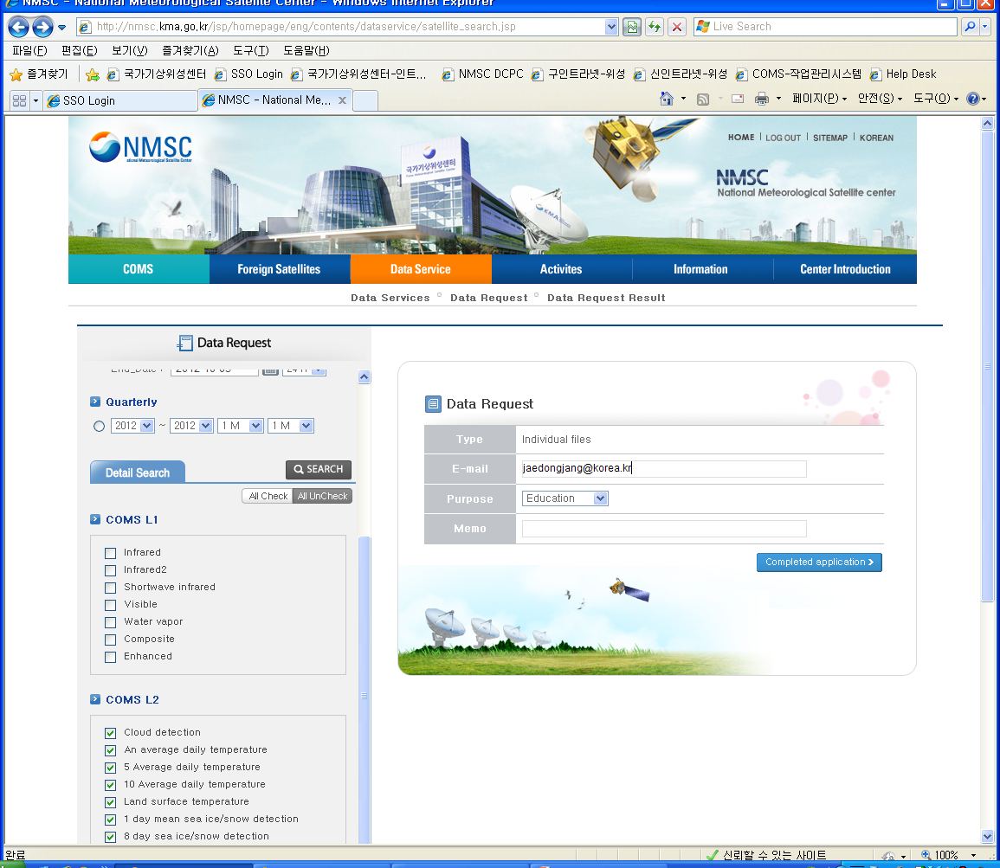 NMSC - National Meteorological Satellite Center - Windows Internet Explorer
http://nmsc.kma.go.kr/jsp/homepage/eng/contents/dataservice/satellite_search.jsp
Live Search
파일(F) 편집(E) 보기(V) 즐겨찾기(A) 도구(T) 도움말(H)
즐겨찾기 국가기상위성센터 SSO Login 국가기상위성센터-인트... NMSC DCPC 구인트라넷-위성 신인트라넷-위성 COMS-작업관리시스템 Help Desk
SSO Login NMSC - National Me... 페이지(P) 안전(S) 도구(O)
HOME LOG OUT SITEMAP KOREAN
NMSC
국가기상위성센터
KMA
NMSC
National Meteorological Satellite center
COMS Foreign Satellites Data Service Activites Information Center Introduction
Data Services Data Request Data Request Result
Data Request
End_Date : 2012-10-05 24 H
Quarterly
2012 ~ 2012 1 M 1 M
Detail Search SEARCH
All Check All UnCheck
COMS L1
Infrared
Infrared2
Shortwave infrared
Visible
Water vapor
Composite
Enhanced
COMS L2
Cloud detection
An average daily temperature
5 Average daily temperature
10 Average daily temperature
Land surface temperature
1 day mean sea ice/snow detection
8 day sea ice/snow detection
Data Request
Type Individual files
E-mail jaedongjang@korea.kr
Purpose Education
Memo
Completed application >
완료 신뢰할 수 있는 사이트 100%